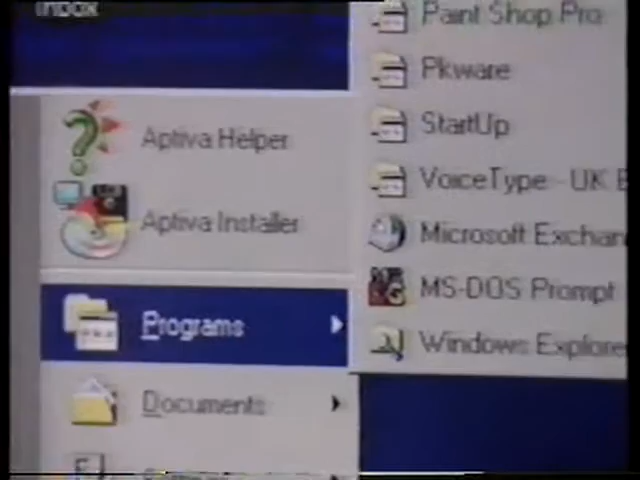 Inbox
Paint Shop Pro
Pkware
StartUp
VoiceType - UK E
Microsoft Exchan
MS-DOS Prompt
Windows Explore
Aptiva Helper
Aptiva Installer
Programs
Documents